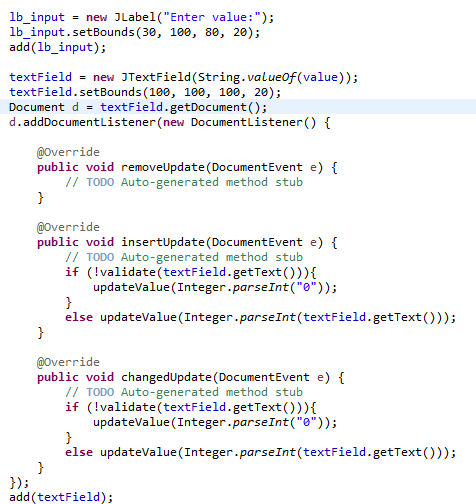 lb_input = new JLabel("Enter value:");
lb_input.setBounds(30, 100, 80, 20);
add(lb_input);

textField = new JTextField(String.valueOf(value));
textField.setBounds(100, 100, 100, 20);
Document d = textField.getDocument();
d.addDocumentListener(new DocumentListener() {

    @Override
    public void removeUpdate(DocumentEvent e) {
        // TODO Auto-generated method stub
    }

    @Override
    public void insertUpdate(DocumentEvent e) {
        // TODO Auto-generated method stub
        if (!validate(textField.getText())){
            updateValue(Integer.parseInt("0"));
        }
        else updateValue(Integer.parseInt(textField.getText()));
    }

    @Override
    public void changedUpdate(DocumentEvent e) {
        // TODO Auto-generated method stub
        if (!validate(textField.getText())){
            updateValue(Integer.parseInt("0"));
        }
        else updateValue(Integer.parseInt(textField.getText()));
    }
});
add(textField);